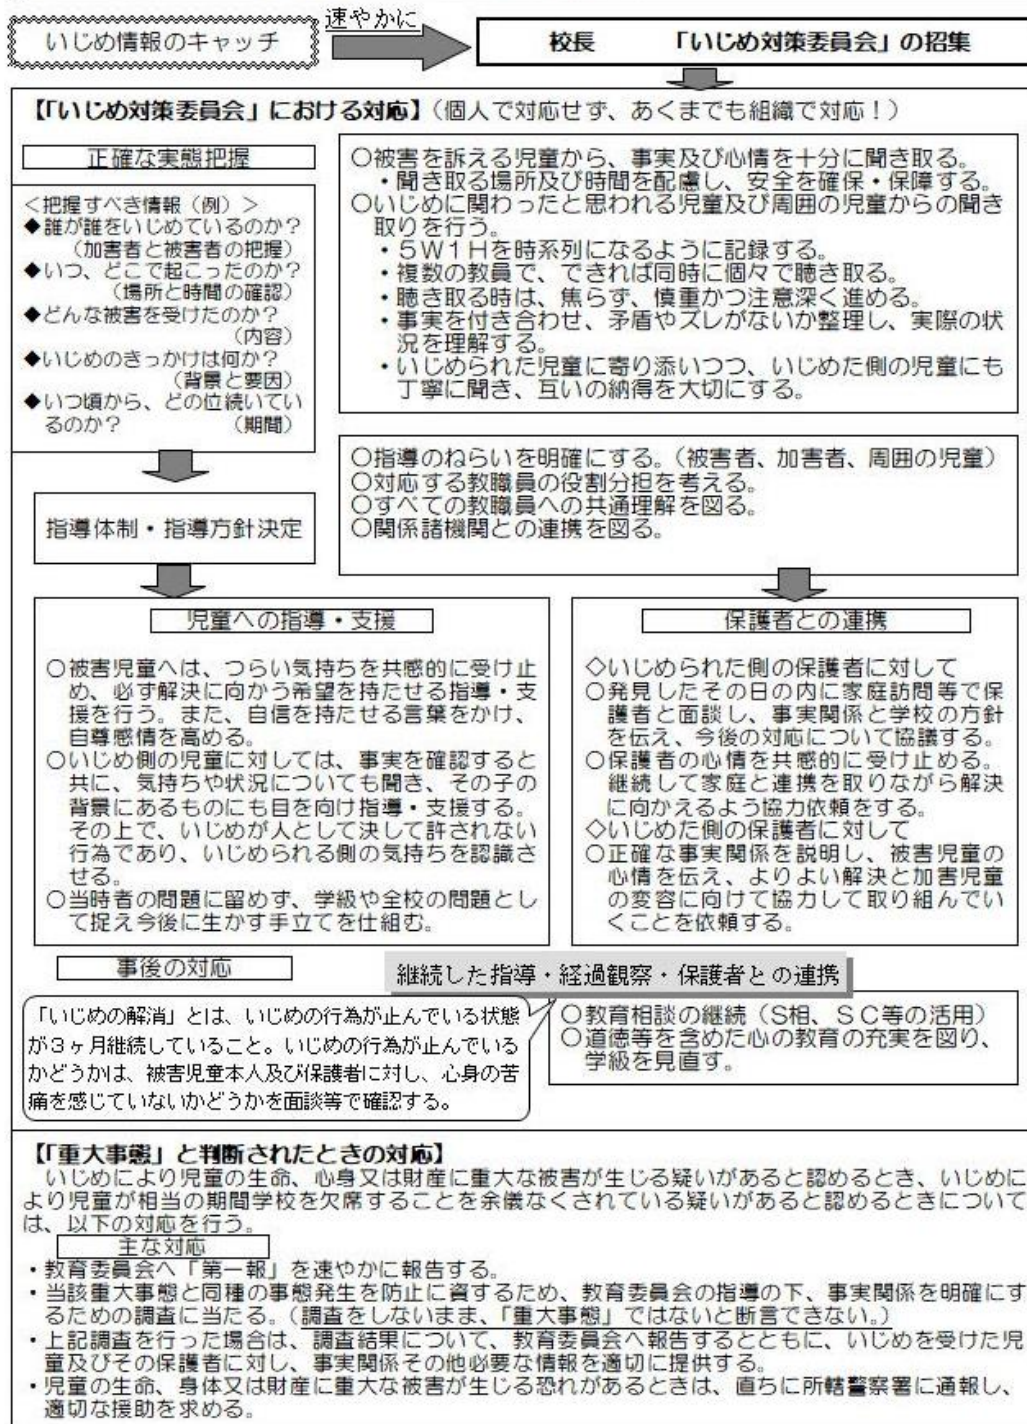 いじめ情報のキャッチ
速やかに
校長　「いじめ対策委員会」の招集
【「いじめ対策委員会」における対応】（個人で対応せず、あくまでも組織で対応！）
正確な実態把握
＜把握すべき情報（例）＞
◆誰が誰をいじめているのか？
（加害者と被害者の把握）
◆いつ、どこで起こったのか？
（場所と時間の確認）
◆どんな被害を受けたのか？
（内容）
◆いじめのきっかけは何か？
（背景と要因）
◆いつ頃から、どの位続いてい
るのか？　（期間）
○被害を訴える児童から、事実及び心情を十分に聞き取る。
・聞き取る場所及び時間を配慮し、安全を確保・保障する。
○いじめに関わったと思われる児童及び周囲の児童からの聞き
取りを行う。
・５Ｗ１Ｈを時系列になるように記録する。
・複数の教員で、できれば同時に個々で聴き取る。
・聴き取る時は、焦らず、慎重かつ注意深く進める。
・事実を付き合わせ、矛盾やズレがないか整理し、実際の状
況を理解する。
・いじめられた児童に寄り添いつつ、いじめた側の児童にも
丁寧に聞き、互いの納得を大切にする。
指導体制・指導方針決定
○指導のねらいを明確にする。（被害者、加害者、周囲の児童）
○対応する教職員の役割分担を考える。
○すべての教職員への共通理解を図る。
○関係諸機関との連携を図る。
児童への指導・支援
○被害児童へは、つらい気持ちを共感的に受け止
め、必ず解決に向かう希望を持たせる指導・支
援を行う。また、自信を持たせる言葉をかけ、
自尊感情を高める。
○いじめ側の児童に対しては、事実を確認すると
共に、気持ちや状況についても聞き、その子の
背景にあるものにも目を向け指導・支援する。
その上で、いじめが人として決して許されない
行為であり、いじめられる側の気持ちを認識さ
せる。
○当時者の問題に留めず、学級や全校の問題とし
て捉え今後に生かす手立てを仕組む。
保護者との連携
◇いじめられた側の保護者に対して
○発見したその日の内に家庭訪問等で保
護者と面談し、事実関係と学校の方針
を伝え、今後の対応について協議する。
○保護者の心情を共感的に受け止める。
継続して家庭と連携を取りながら解決
に向かえるよう協力依頼をする。
◇いじめた側の保護者に対して
○正確な事実関係を説明し、被害児童の
心情を伝え、よりよい解決と加害児童
の変容に向けて協力して取り組んでい
くことを依頼する。
事後の対応
継続した指導・経過観察・保護者との連携
「いじめの解消」とは、いじめの行為が止んでいる状態
が３ヶ月継続していること。いじめの行為が止んでいる
かどうかは、被害児童本人及び保護者に対し、心身の苦
痛を感じていないかどうかを面談等で確認する。
○教育相談の継続（Ｓ相、ＳＣ等の活用）
○道徳等を含めた心の教育の充実を図り、
学級を見直す。
【「重大事態」と判断されたときの対応】
いじめにより児童の生命、心身又は財産に重大な被害が生じる疑いがあると認めるとき、いじめに
より児童が相当の期間学校を欠席することを余儀なくされている疑いがあると認めるときについて
は、以下の対応を行う。
主な対応
・教育委員会へ「第一報」を速やかに報告する。
・当該重大事態と同種の事態発生を防止に資するため、教育委員会の指導の下、事実関係を明確にす
るための調査に当たる。（調査をしないまま、「重大事態」ではないと断言できない。）
・上記調査を行った場合は、調査結果について、教育委員会へ報告するとともに、いじめを受けた児
童及びその保護者に対し、事実関係その他必要な情報を適切に提供する。
・児童の生命、身体又は財産に重大な被害が生じる恐れがあるときは、直ちに所轄警察署に通報し、
適切な援助を求める。